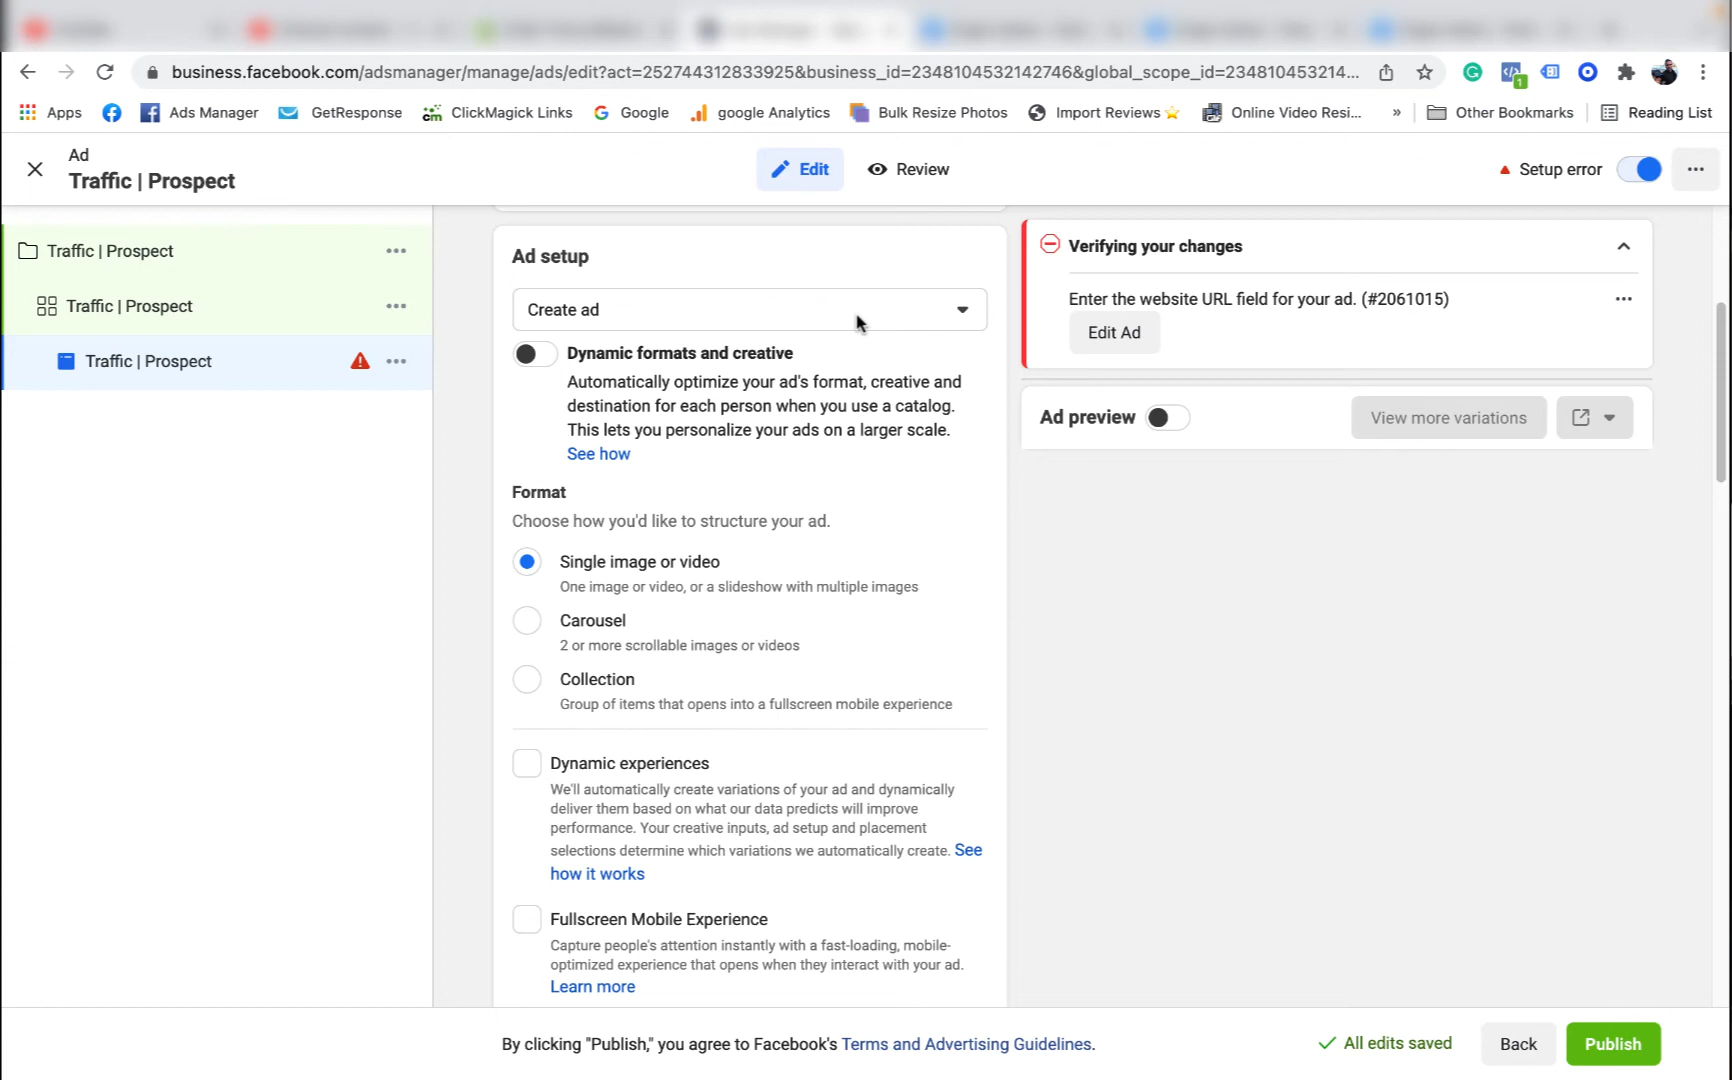 business.facebook.com/adsmanager/manage/ads/edit?act=252744312833925&business_id=2348104532142746&global_scope_id=234810453214...
1
Apps
Ads Manager
GetResponse
cm ClickMagick Links
Google
google Analytics
Bulk Resize Photos
Import Reviews
Online Video Resi...
»
Other Bookmarks
Reading List
Ad
Traffic | Prospect
Edit
Review
Setup error
Traffic | Prospect
Traffic | Prospect
Traffic | Prospect
Ad setup
Create ad
Dynamic formats and creative
Automatically optimize your ad's format, creative and
destination for each person when you use a catalog.
This lets you personalize your ads on a larger scale.
See how
Format
Choose how you'd like to structure your ad.
Single image or video
One image or video, or a slideshow with multiple images
Carousel
2 or more scrollable images or videos
Collection
Group of items that opens into a fullscreen mobile experience
Dynamic experiences
We'll automatically create variations of your ad and dynamically
deliver them based on what our data predicts will improve
performance. Your creative inputs, ad setup and placement
selections determine which variations we automatically create. See
how it works
Fullscreen Mobile Experience
Capture people's attention instantly with a fast-loading, mobile-
optimized experience that opens when they interact with your ad.
Learn more
Verifying your changes
Enter the website URL field for your ad. (#2061015)
Edit Ad
Ad preview
View more variations
By clicking "Publish," you agree to Facebook's Terms and Advertising Guidelines.
All edits saved
Back
Publish